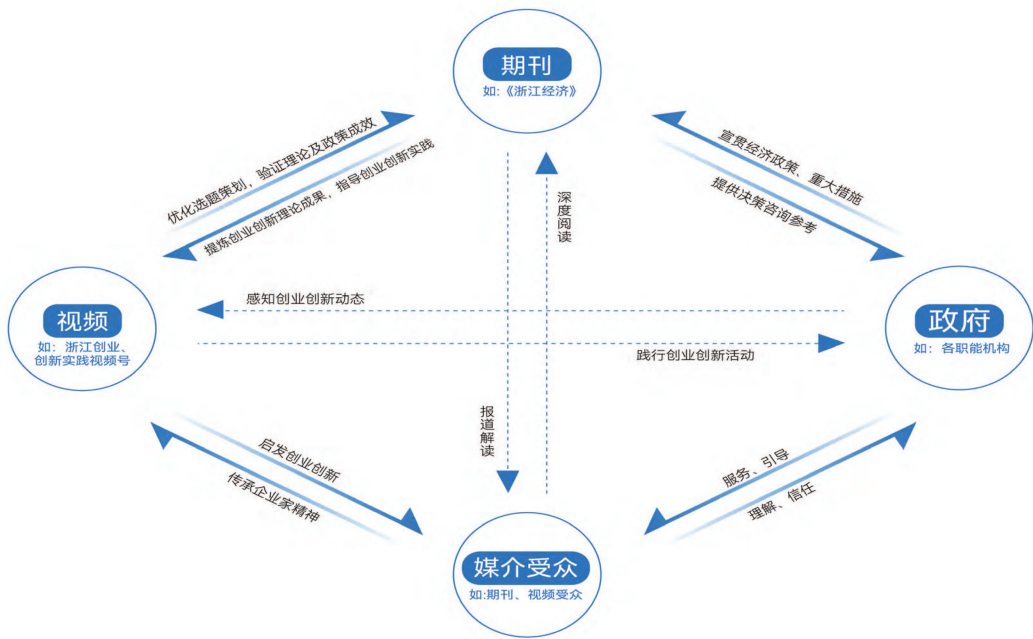 期刊
如:《浙江经济》
优化选题策划，验证理论及政策成效
提炼创业创新理论成果，指导创业创新实践
宣贯经济政策、重大措施
提供决策咨询参考
深度阅读
感知创业创新动态
视频
如：浙江创业、
创新实践视频号
政府
如：各职能机构
践行创业创新活动
报道解读
启发创业创新
传承企业家精神
服务、引导
理解、信任
媒介受众
如:期刊、视频受众